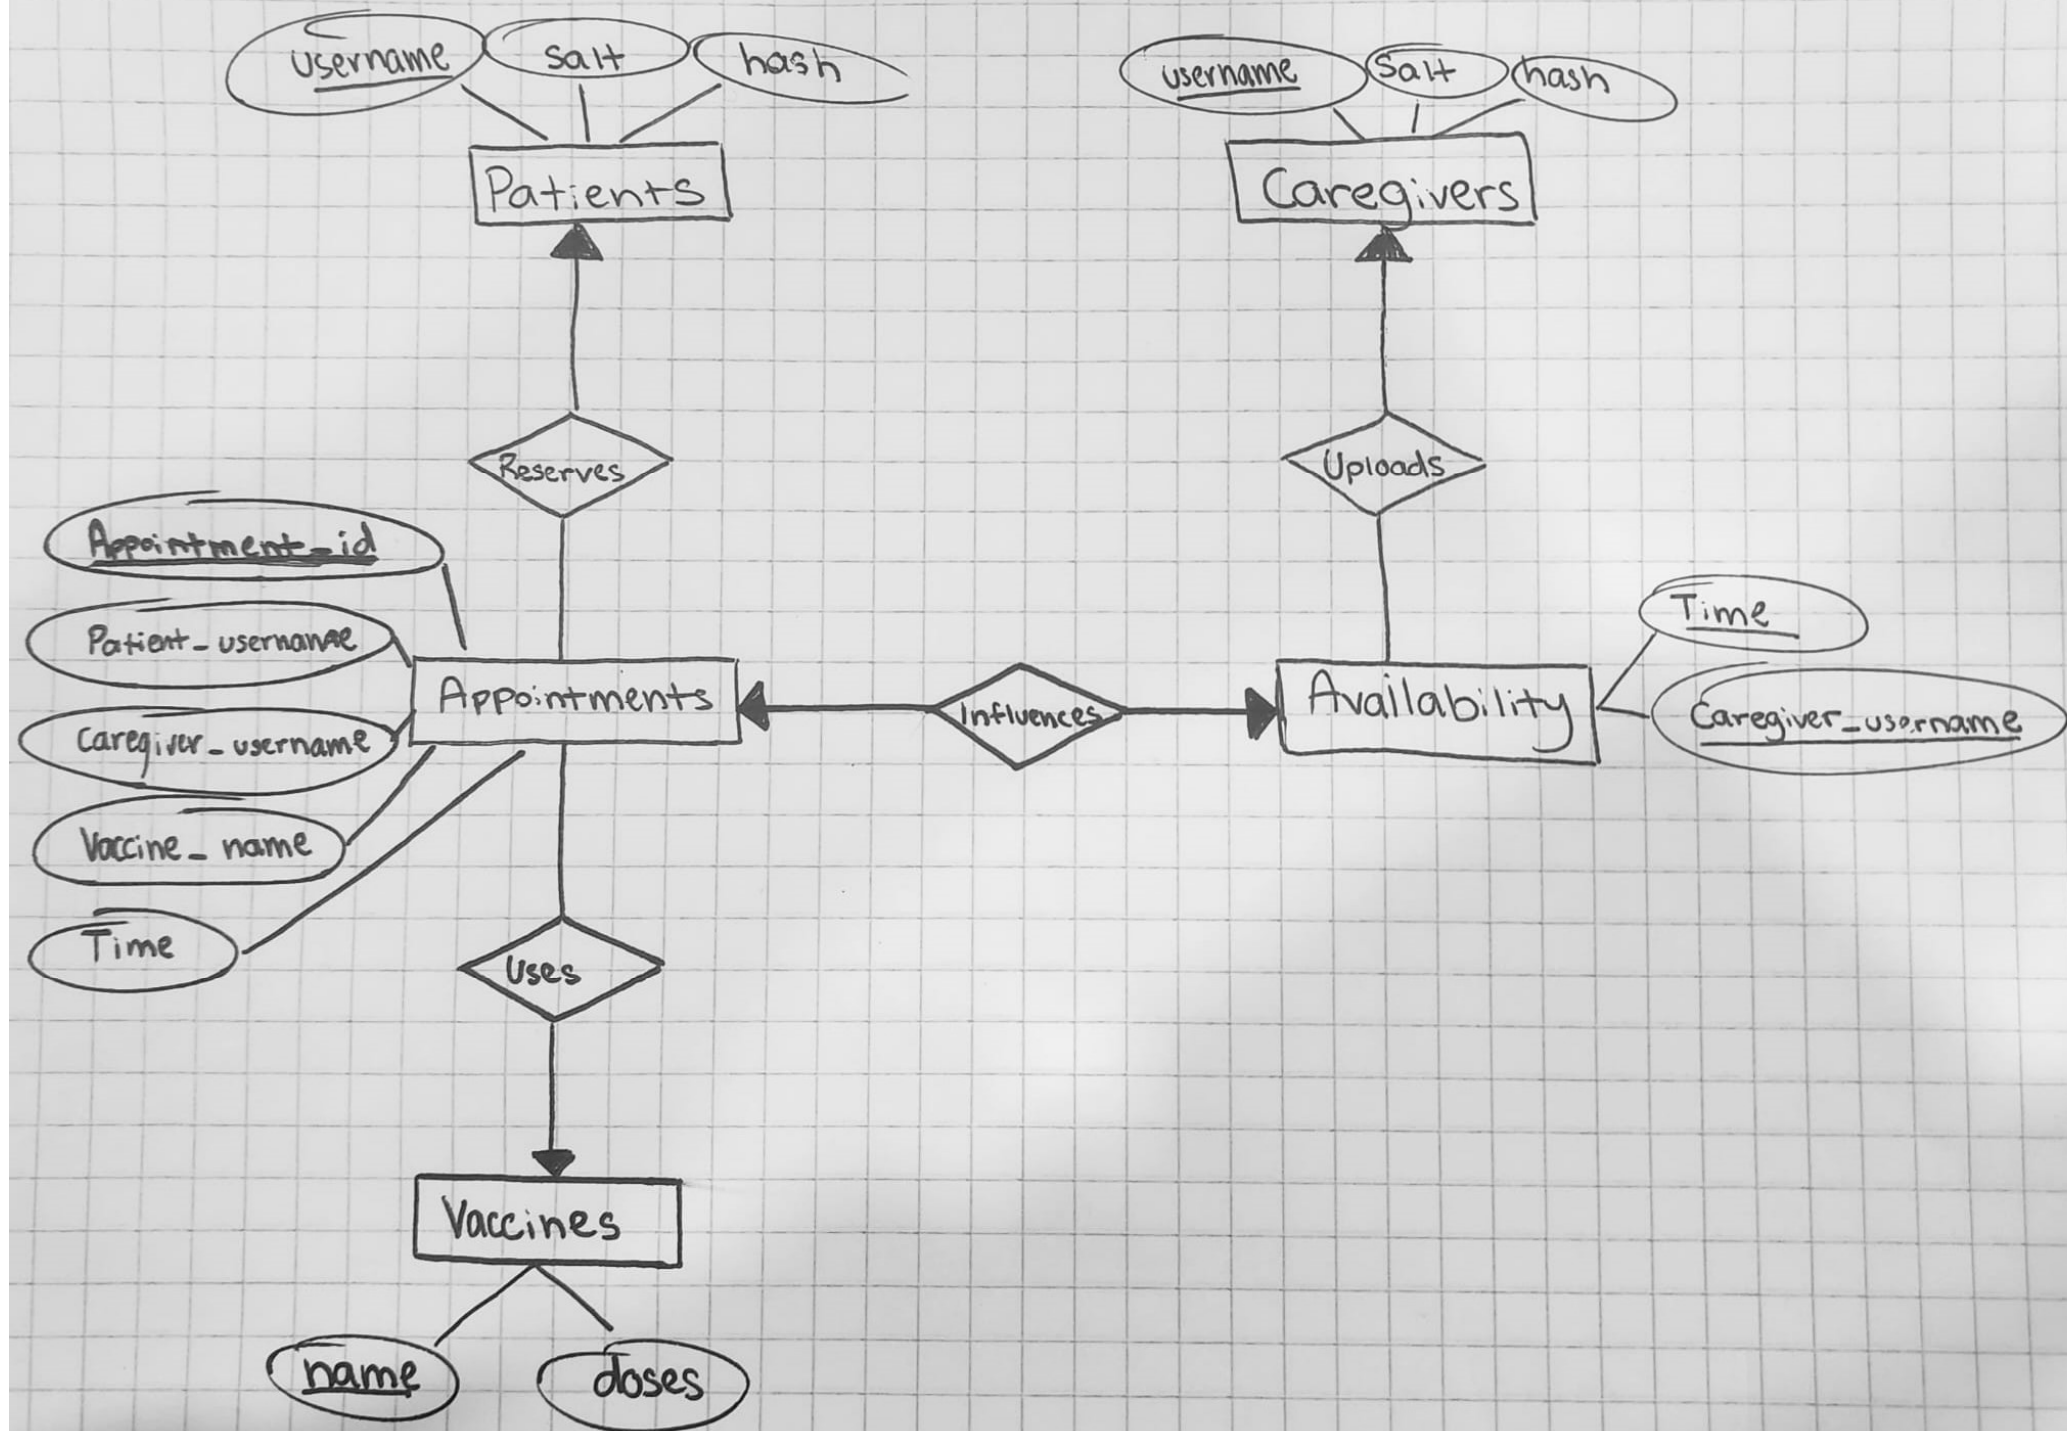 username salt hash
username salt hash
Patients
Caregivers
Reserves
Uploads
Appointment_id
Patient_username
Caregiver_username
Vaccine_name
Time
Appointments
Influences
Availability
Time
Caregiver_username
Uses
Vaccines
name
doses